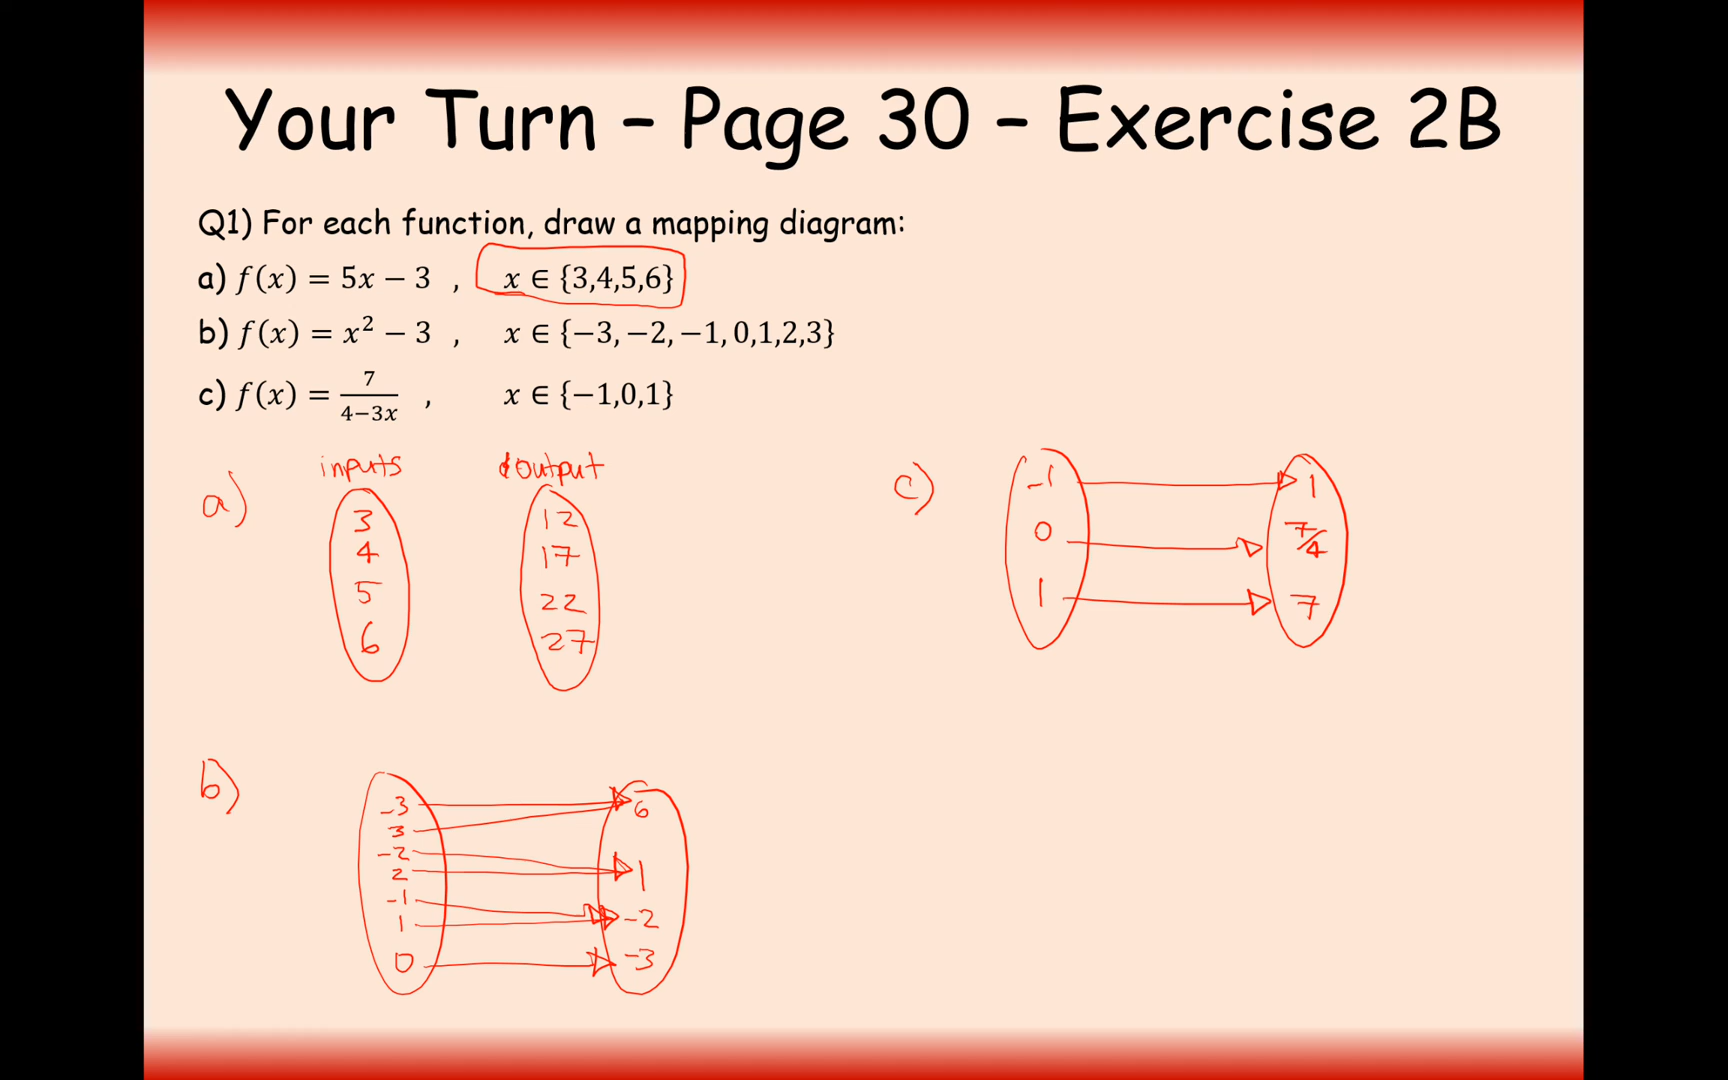 Your Turn – Page 30 – Exercise 2B
Q1) For each function, draw a mapping diagram:
a) f(x) = 5x − 3 , x ∈ {3,4,5,6}
b) f(x) = x² − 3 , x ∈ {−3, −2, −1, 0,1,2,3}
c) f(x) = 7/(4−3x) , x ∈ {−1,0,1}
a)
inputs output
3 12
4 17
5 22
6 27
b)
-3 6
3
-2 1
2
-1 -2
1
0 -3
c)
-1 1
0 7/4
1 7